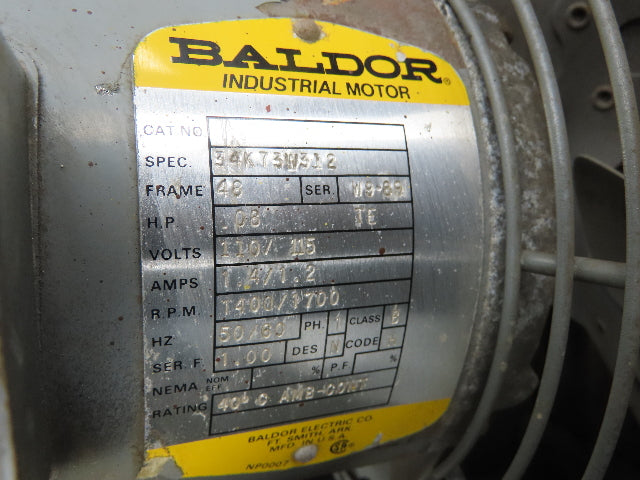 BALDOR®
INDUSTRIAL MOTOR
CAT NO
SPEC. 34K73W312
FRAME 48 SER. W9-89
H.P .08 TE
VOLTS 110/ 115
AMPS 1.4/1.2
R.P.M. 1400/1700
HZ 50/60 PH. 1 CLASS B
SER. F. 1.00 DES N CODE
NEMA NOM EFF % P.F. %
RATING 40° C AMB-CONT
BALDOR ELECTRIC CO.
FT. SMITH, ARK.
MFD. IN U.S.A.
NP0007